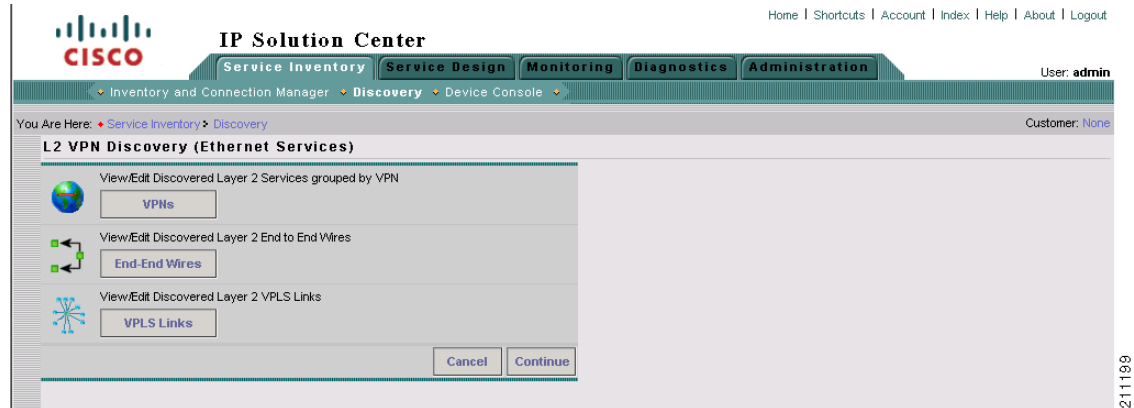 Home | Shortcuts | Account | Index | Help | About | Logout
CISCO
IP Solution Center
Service Inventory Service Design Monitoring Diagnostics Administration
User: admin
Inventory and Connection Manager Discovery Device Console
You Are Here: Service Inventory Discovery
Customer: None
L2 VPN Discovery (Ethernet Services)
View/Edit Discovered Layer 2 Services grouped by VPN
VPNs
View/Edit Discovered Layer 2 End to End Wires
End-End Wires
View/Edit Discovered Layer 2 VPLS Links
VPLS Links
Cancel Continue
211199